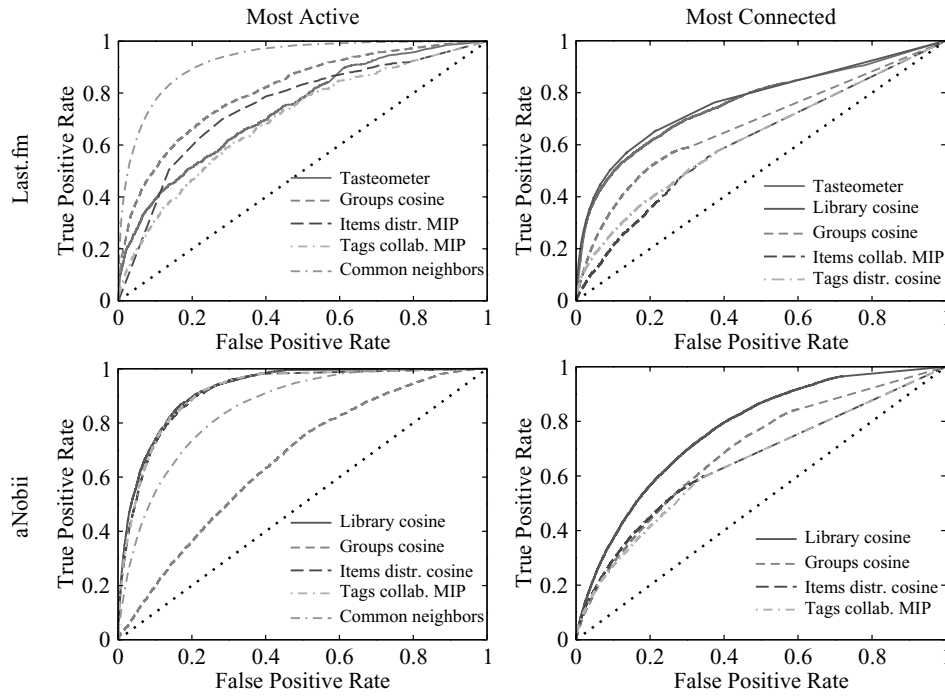 Most Active
Most Connected
Last.fm
True Positive Rate
1
0.8
0.6
0.4
0.2
0
Tasteometer
Groups cosine
Items distr. MIP
Tags collab. MIP
Common neighbors
0 0.2 0.4 0.6 0.8 1
False Positive Rate
True Positive Rate
1
0.8
0.6
0.4
0.2
0
Tasteometer
Library cosine
Groups cosine
Items collab. MIP
Tags distr. cosine
0 0.2 0.4 0.6 0.8 1
False Positive Rate
aNobii
True Positive Rate
1
0.8
0.6
0.4
0.2
0
Library cosine
Groups cosine
Items distr. cosine
Tags collab. MIP
Common neighbors
0 0.2 0.4 0.6 0.8 1
False Positive Rate
True Positive Rate
1
0.8
0.6
0.4
0.2
0
Library cosine
Groups cosine
Items distr. cosine
Tags collab. MIP
0 0.2 0.4 0.6 0.8 1
False Positive Rate